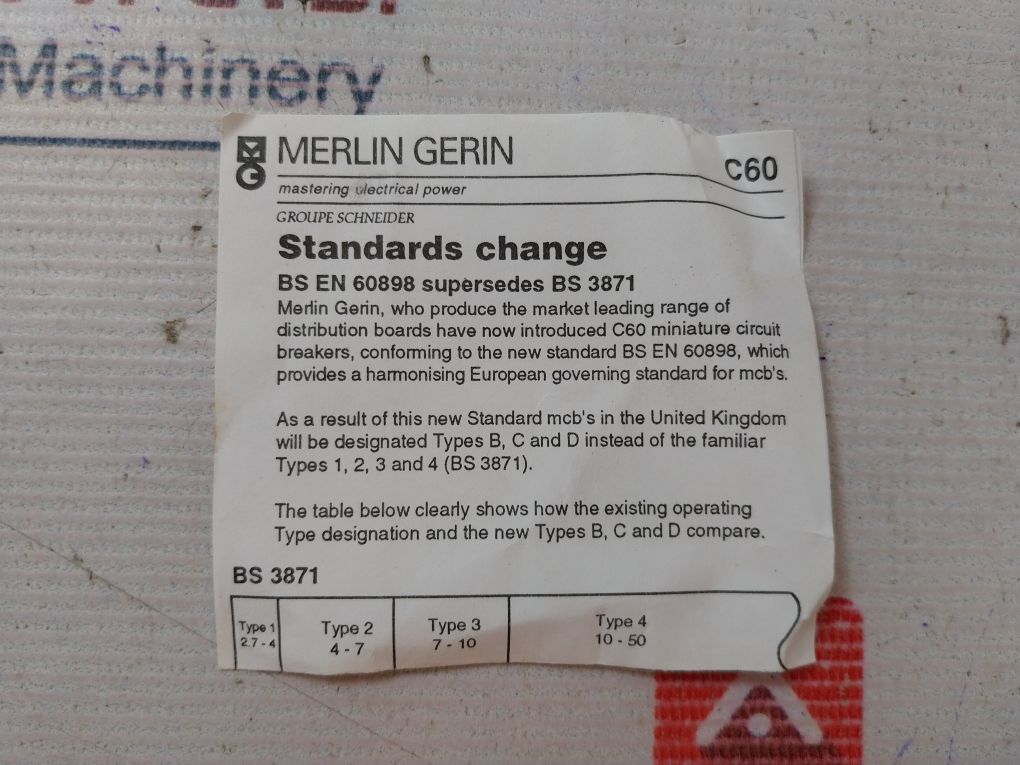 Machinery
MERLIN GERIN
C60
mastering electrical power
GROUPE SCHNEIDER
Standards change
BS EN 60898 supersedes BS 3871
Merlin Gerin, who produce the market leading range of
distribution boards have now introduced C60 miniature circuit
breakers, conforming to the new standard BS EN 60898, which
provides a harmonising European governing standard for mcb's.
As a result of this new Standard mcb's in the United Kingdom
will be designated Types B, C and D instead of the familiar
Types 1, 2, 3 and 4 (BS 3871).
The table below clearly shows how the existing operating
Type designation and the new Types B, C and D compare.
BS 3871
Type 1 Type 2 Type 3 Type 4
2.7 - 4 4 - 7 7 - 10 10 - 50